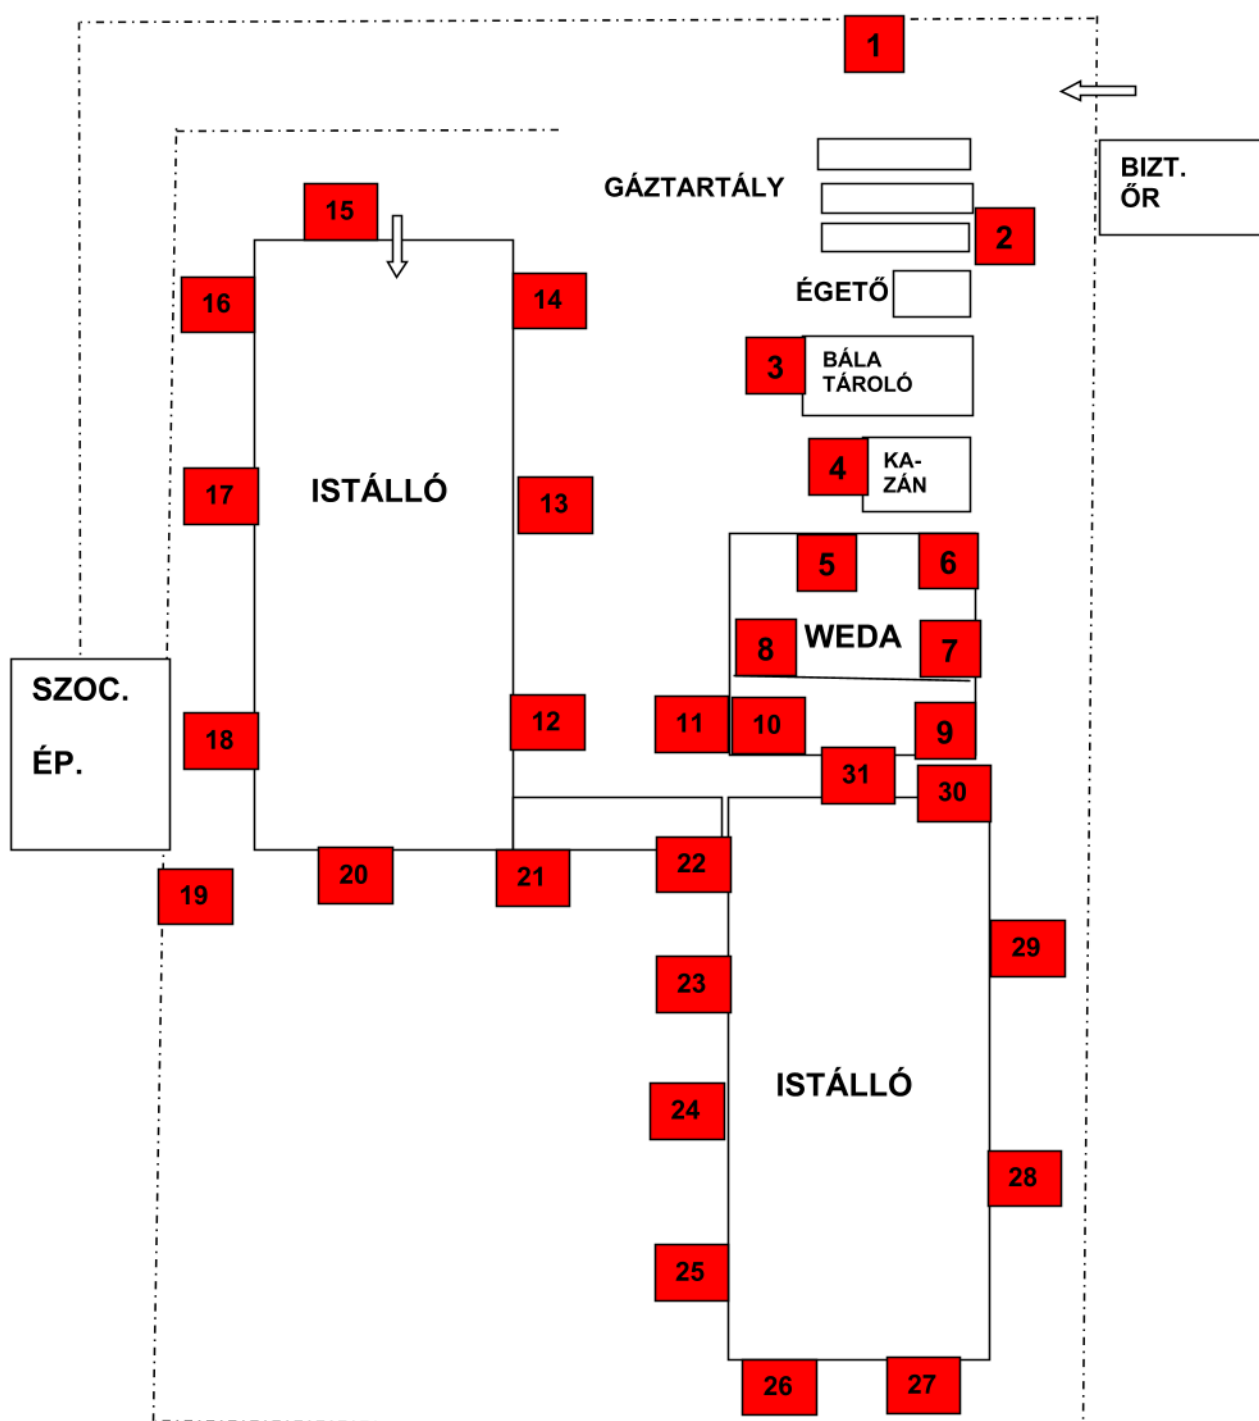 1
BIZT.
ŐR
GÁZTARTÁLY
15
2
16
14
ÉGETŐ
3
BÁLA
TÁROLÓ
4
KA-
ZÁN
17
ISTÁLLÓ
13
5
6
8
WEDA
7
SZOC.
ÉP.
18
12
11
10
9
31
30
19
20
21
22
23
29
24
ISTÁLLÓ
28
25
26
27